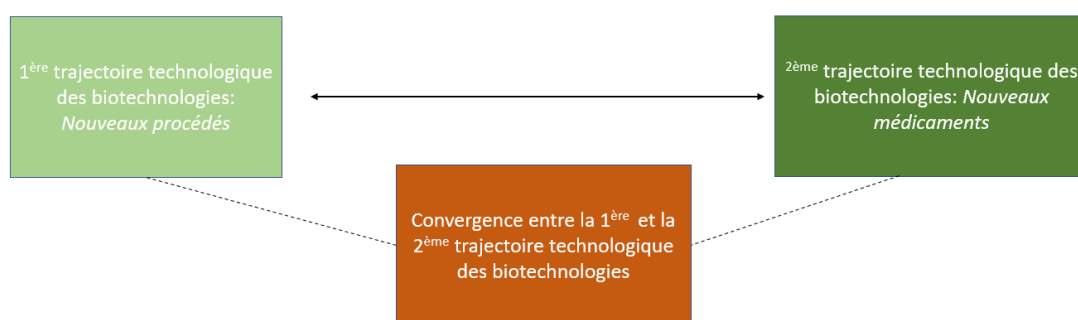 1ère trajectoire technologique
des biotechnologies:
Nouveaux procédés
2ème trajectoire technologique des
biotechnologies: Nouveaux
médicaments
Convergence entre la 1ère et la
2ème trajectoire technologique
des biotechnologies